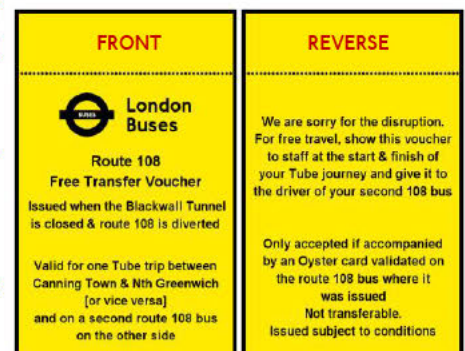 FRONT
BUSES
London
Buses
Route 108
Free Transfer Voucher
Issued when the Blackwall Tunnel
is closed & route 108 is diverted
Valid for one Tube trip between
Canning Town & Nth Greenwich
[or vice versa]
and on a second route 108 bus
on the other side
REVERSE
We are sorry for the disruption.
For free travel, show this voucher
to staff at the start & finish of
your Tube journey and give it to
the driver of your second 108 bus
Only accepted if accompanied
by an Oyster card validated on
the route 108 bus where it
was issued
Not transferable.
Issued subject to conditions